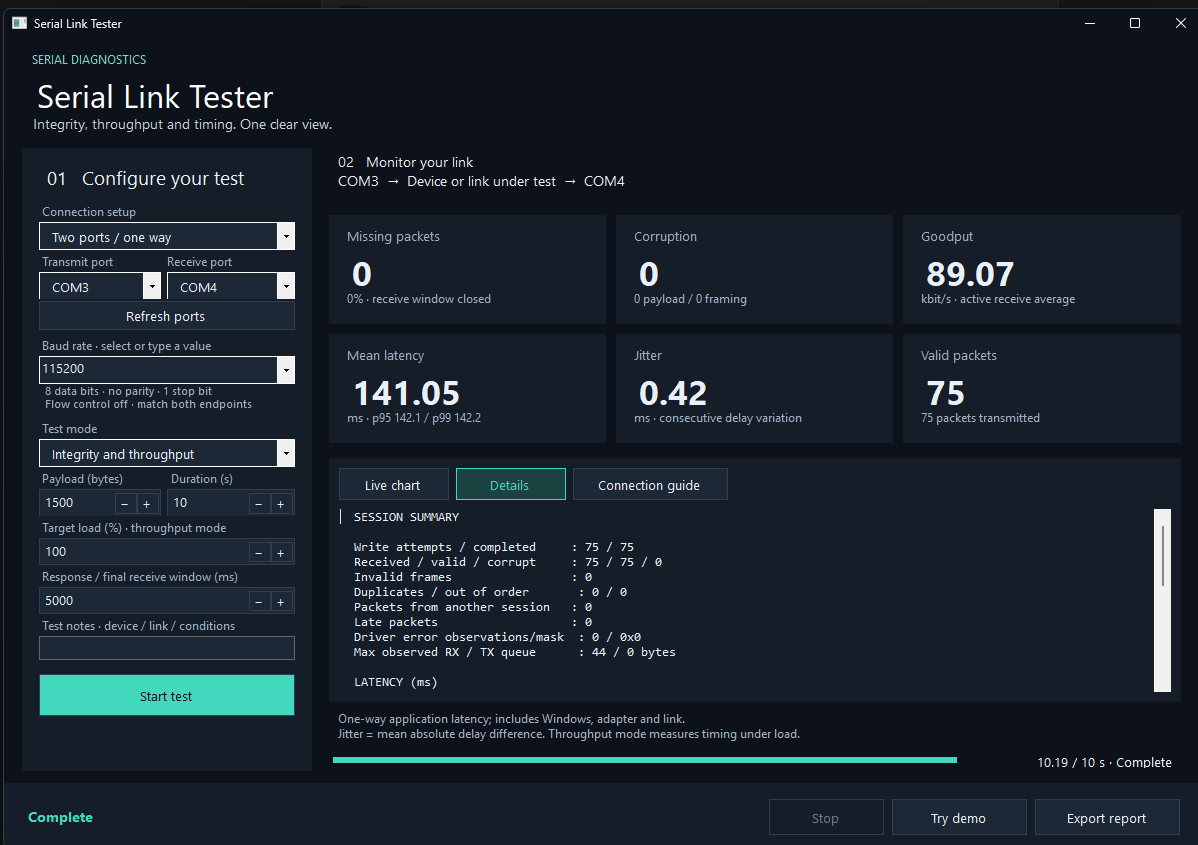 Serial Link Tester
SERIAL DIAGNOSTICS
Serial Link Tester
Integrity, throughput and timing. One clear view.
01 Configure your test
Connection setup
Two ports / one way
Transmit port Receive port
COM3 COM4
Refresh ports
Baud rate · select or type a value
115200
8 data bits · no parity · 1 stop bit
Flow control off · match both endpoints
Test mode
Integrity and throughput
Payload (bytes) Duration (s)
1500 − + 10 − +
Target load (%) · throughput mode
100 − +
Response / final receive window (ms)
5000 − +
Test notes · device / link / conditions
Start test
02 Monitor your link
COM3 → Device or link under test → COM4
Missing packets
0
0% · receive window closed
Corruption
0
0 payload / 0 framing
Goodput
89.07
kbit/s · active receive average
Mean latency
141.05
ms · p95 142.1 / p99 142.2
Jitter
0.42
ms · consecutive delay variation
Valid packets
75
75 packets transmitted
Live chart Details Connection guide
SESSION SUMMARY
Write attempts / completed : 75 / 75
Received / valid / corrupt : 75 / 75 / 0
Invalid frames : 0
Duplicates / out of order : 0 / 0
Packets from another session : 0
Late packets : 0
Driver error observations/mask : 0 / 0x0
Max observed RX / TX queue : 44 / 0 bytes
LATENCY (ms)
One-way application latency; includes Windows, adapter and link.
Jitter = mean absolute delay difference. Throughput mode measures timing under load.
10.19 / 10 s · Complete
Complete
Stop Try demo Export report